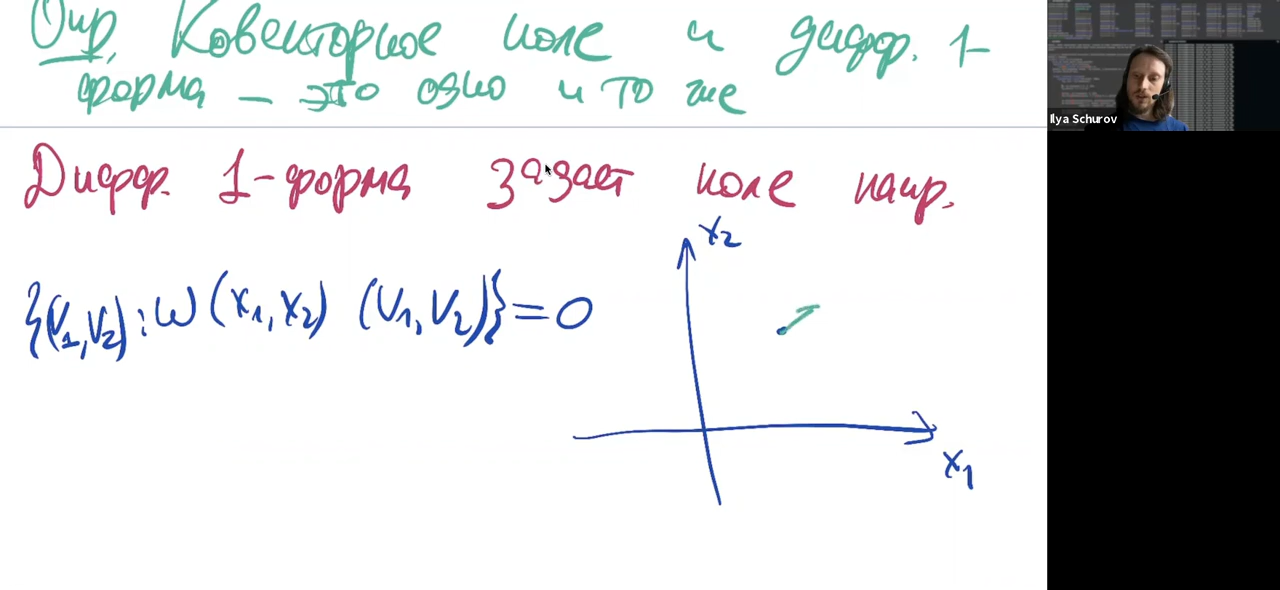 Опр. Ковекторное поле и дифф. 1-
форма – это одно и то же
Дифф. 1-форма задает поле напр.
{(V₁,V₂): ω(x₁,x₂) (V₁,V₂)}=0
x₂
x₁
Ilya Schurov